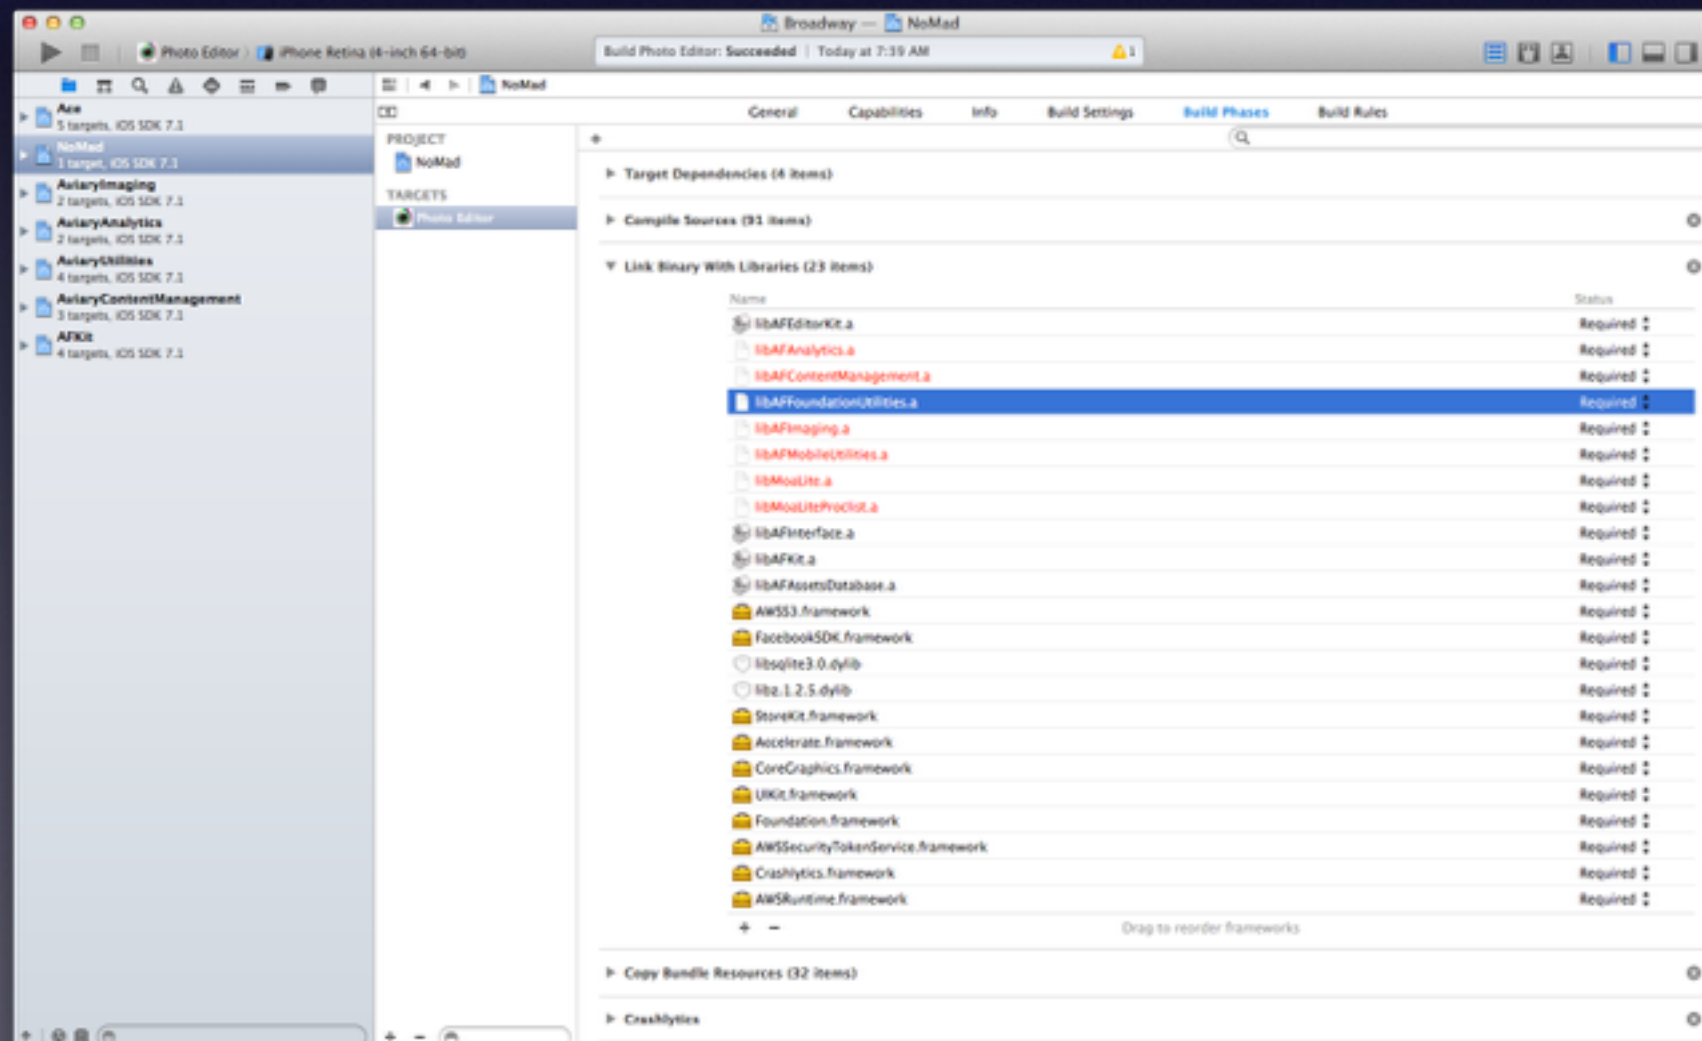 Broadway — NoMad
Photo Editor iPhone Retina (4-inch 64-bit)
Build Photo Editor: Succeeded | Today at 7:39 AM
1
NoMad
General Capabilities Info Build Settings Build Phases Build Rules
Ace
5 targets, iOS SDK 7.1
NoMad
1 target, iOS SDK 7.1
AviaryImaging
2 targets, iOS SDK 7.1
AviaryAnalytics
2 targets, iOS SDK 7.1
AviaryUtilities
4 targets, iOS SDK 7.1
AviaryContentManagement
3 targets, iOS SDK 7.1
AFKit
4 targets, iOS SDK 7.1
PROJECT
NoMad
TARGETS
Photo Editor
Target Dependencies (4 items)
Compile Sources (91 items)
Link Binary With Libraries (23 items)
Name Status
libAFEditorKit.a Required
libAFAnalytics.a Required
libAFContentManagement.a Required
libAFFoundationUtilities.a Required
libAFImaging.a Required
libAFMobileUtilities.a Required
libMoaLite.a Required
libMoaLiteProclist.a Required
libAFInterface.a Required
libAFKit.a Required
libAFAssetsDatabase.a Required
AWSS3.framework Required
FacebookSDK.framework Required
libsqlite3.0.dylib Required
libz.1.2.5.dylib Required
StoreKit.framework Required
Accelerate.framework Required
CoreGraphics.framework Required
UIKit.framework Required
Foundation.framework Required
AWSSecurityTokenService.framework Required
Crashlytics.framework Required
AWSRuntime.framework Required
Drag to reorder frameworks
Copy Bundle Resources (32 items)
Crashlytics